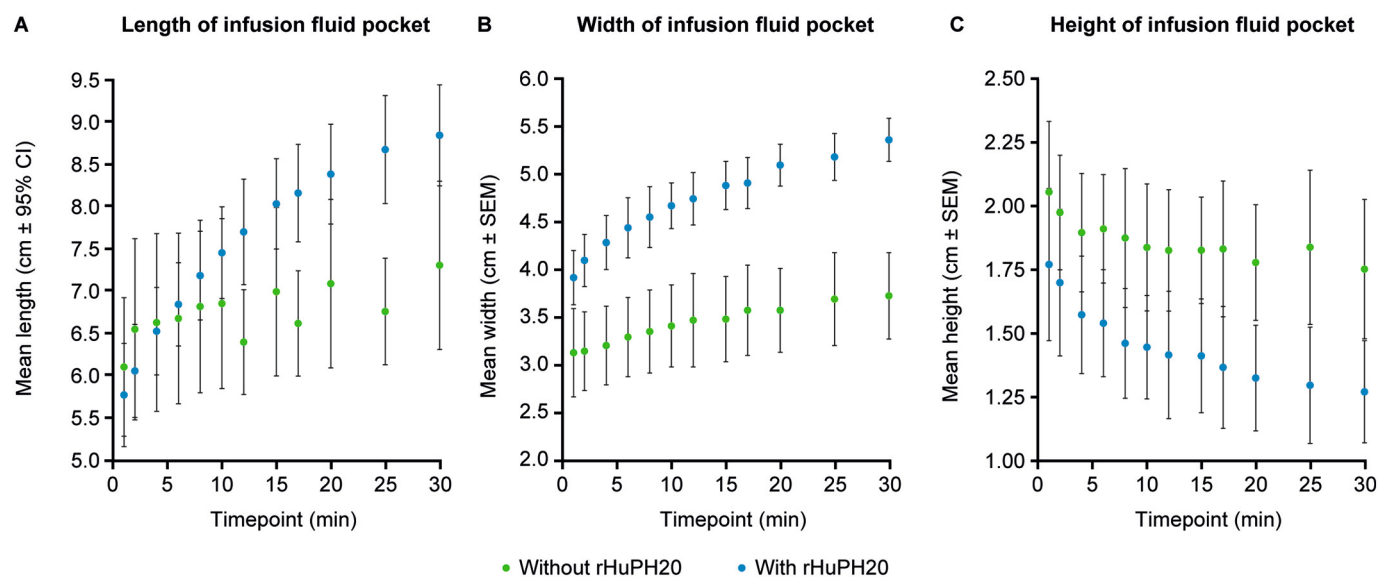 A Length of infusion fluid pocket
Mean length (cm ± 95% CI)
9.5
9.0
8.5
8.0
7.5
7.0
6.5
6.0
5.5
5.0
0 5 10 15 20 25 30
Timepoint (min)
B Width of infusion fluid pocket
Mean width (cm ± SEM)
6.0
5.5
5.0
4.5
4.0
3.5
3.0
2.5
2.0
0 5 10 15 20 25 30
Timepoint (min)
C Height of infusion fluid pocket
Mean height (cm ± SEM)
2.50
2.25
2.00
1.75
1.50
1.25
1.00
0 5 10 15 20 25 30
Timepoint (min)
Without rHuPH20 With rHuPH20